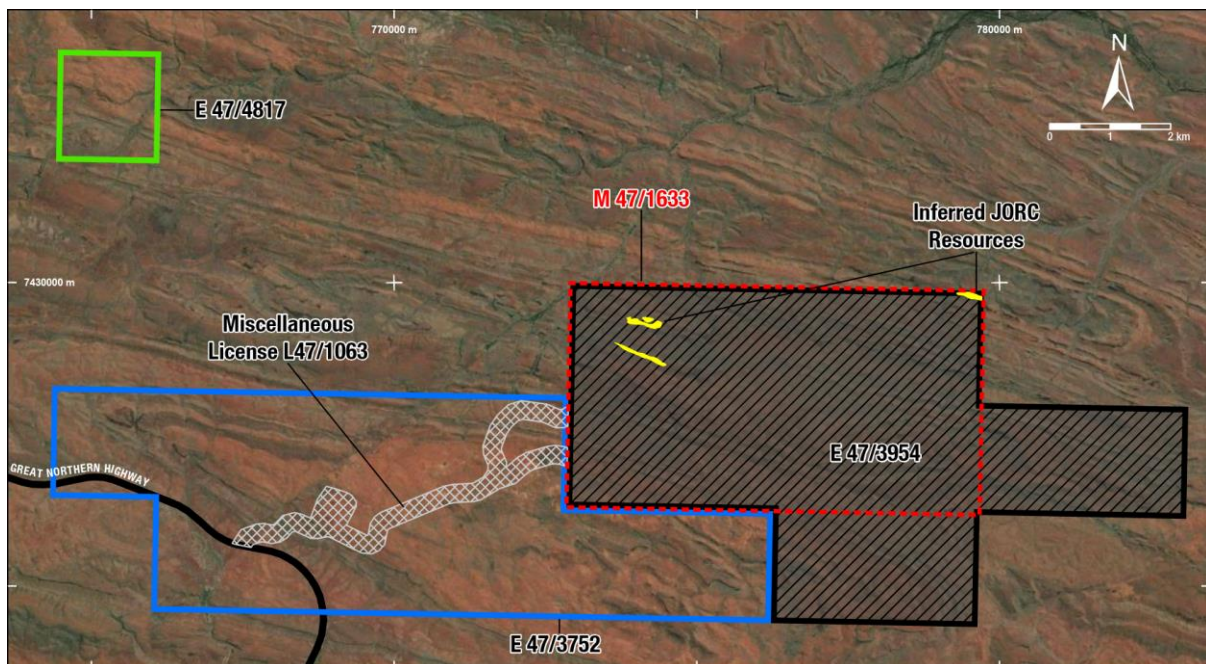 770000 m
780000 m
N
0 1 2 km
E 47/4817
M 47/1633
Inferred JORC
Resources
7430000 m
Miscellaneous
License L47/1063
E 47/3954
GREAT NORTHERN HIGHWAY
E 47/3752